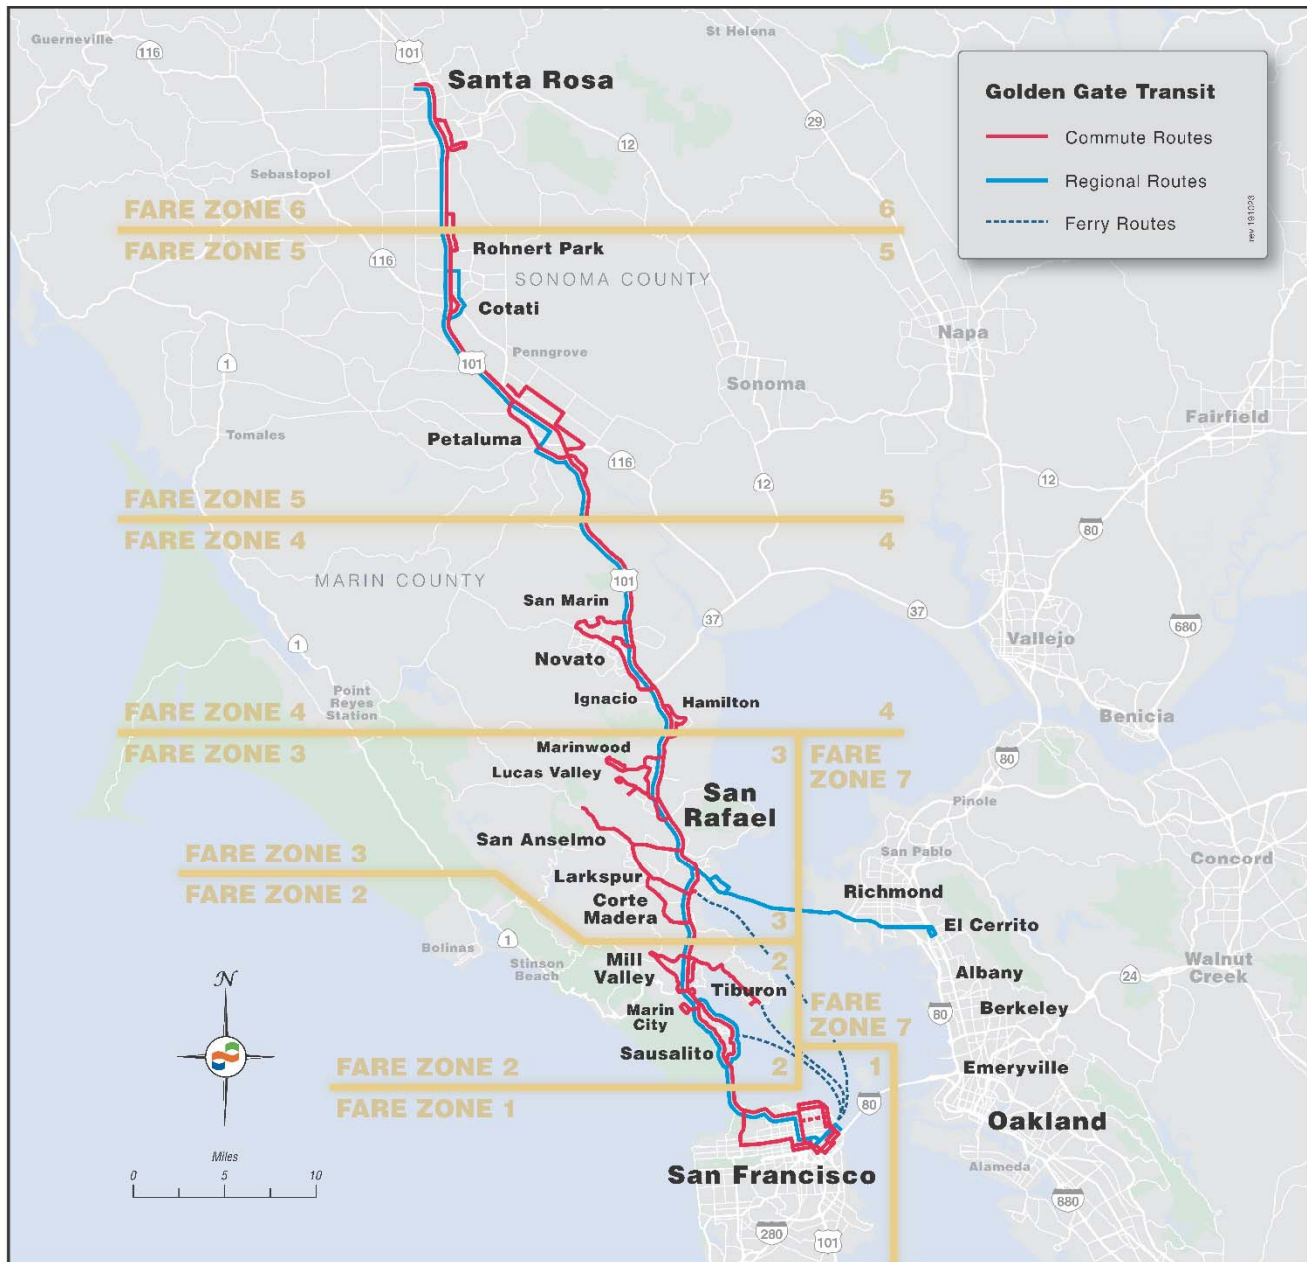 Guerneville
116
101
St Helena
Santa Rosa
29
12
Sebastopol
Golden Gate Transit
Commute Routes
Regional Routes
Ferry Routes
rev 191023
FARE ZONE 6
6
FARE ZONE 5
5
116
Rohnert Park
SONOMA COUNTY
Cotati
101
Penngrove
1
Napa
Sonoma
Fairfield
Tomales
Petaluma
116
12
12
80
FARE ZONE 5
5
FARE ZONE 4
4
MARIN COUNTY
101
San Marin
37
37
680
1
Vallejo
Novato
Point
Reyes
Station
Ignacio
Hamilton
Benicia
FARE ZONE 4
4
FARE ZONE 3
3
FARE
ZONE 7
Marinwood
Lucas Valley
80
San
Rafael
Pinole
San Anselmo
San Pablo
Concord
FARE ZONE 3
FARE ZONE 2
Larkspur
Richmond
Corte
Madera
3
El Cerrito
Bolinas
1
Stinson
Beach
Mill
Valley
2
Tiburon
Albany
24
Walnut
Creek
N
Marin
City
FARE
ZONE 7
80
Berkeley
Sausalito
FARE ZONE 2
2
1
Emeryville
FARE ZONE 1
80
Oakland
Miles
0
5
10
San Francisco
Alameda
880
280
101